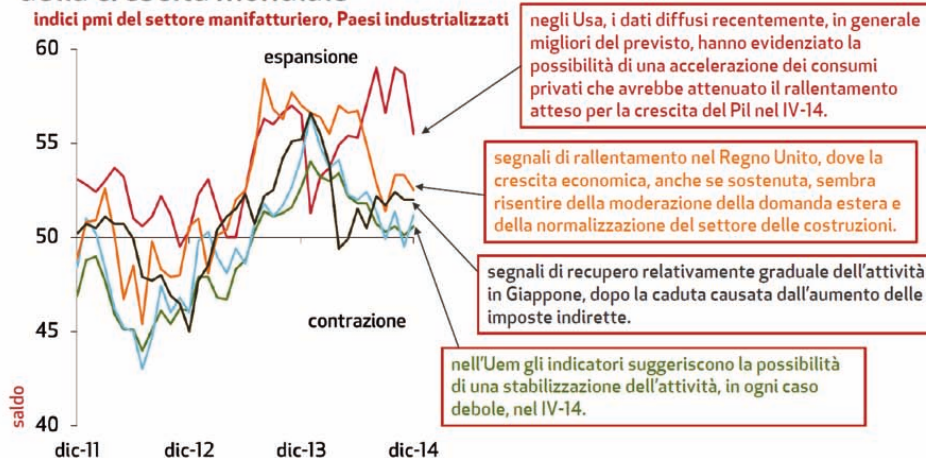 della crescita mondiale
indici pmi del settore manifatturiero, Paesi industrializzati
60
55
50
45
40
saldo
espansione
contrazione
dic-11
dic-12
dic-13
dic-14
negli Usa, i dati diffusi recentemente, in generale
migliori del previsto, hanno evidenziato la
possibilità di una accelerazione dei consumi
privati che avrebbe attenuato il rallentamento
atteso per la crescita del Pil nel IV-14.
segnali di rallentamento nel Regno Unito, dove la
crescita economica, anche se sostenuta, sembra
risentire della moderazione della domanda estera e
della normalizzazione del settore delle costruzioni.
segnali di recupero relativamente graduale dell'attività
in Giappone, dopo la caduta causata dall'aumento delle
imposte indirette.
nell'Uem gli indicatori suggeriscono la possibilità
di una stabilizzazione dell'attività, in ogni caso
debole, nel IV-14.